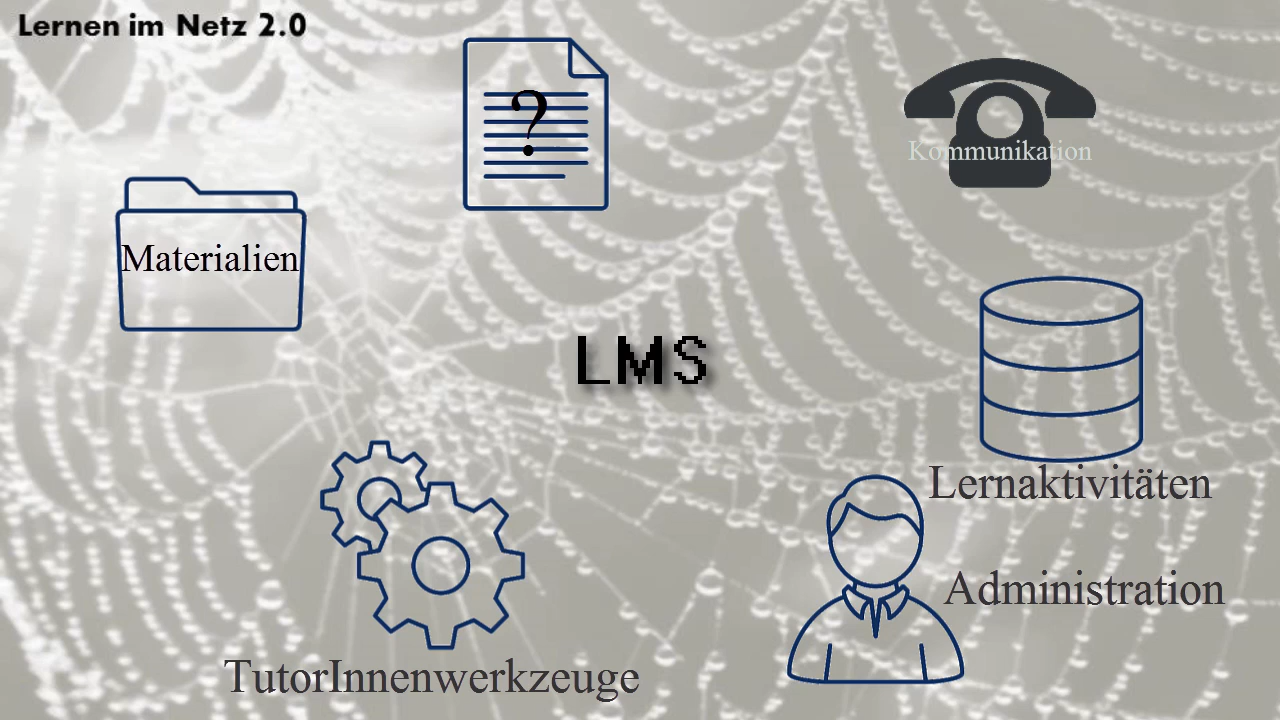 Lernen im Netz 2.0
?
Kommunikation
Materialien
LMS
Lernaktivitäten
Administration
TutorInnenwerkzeuge